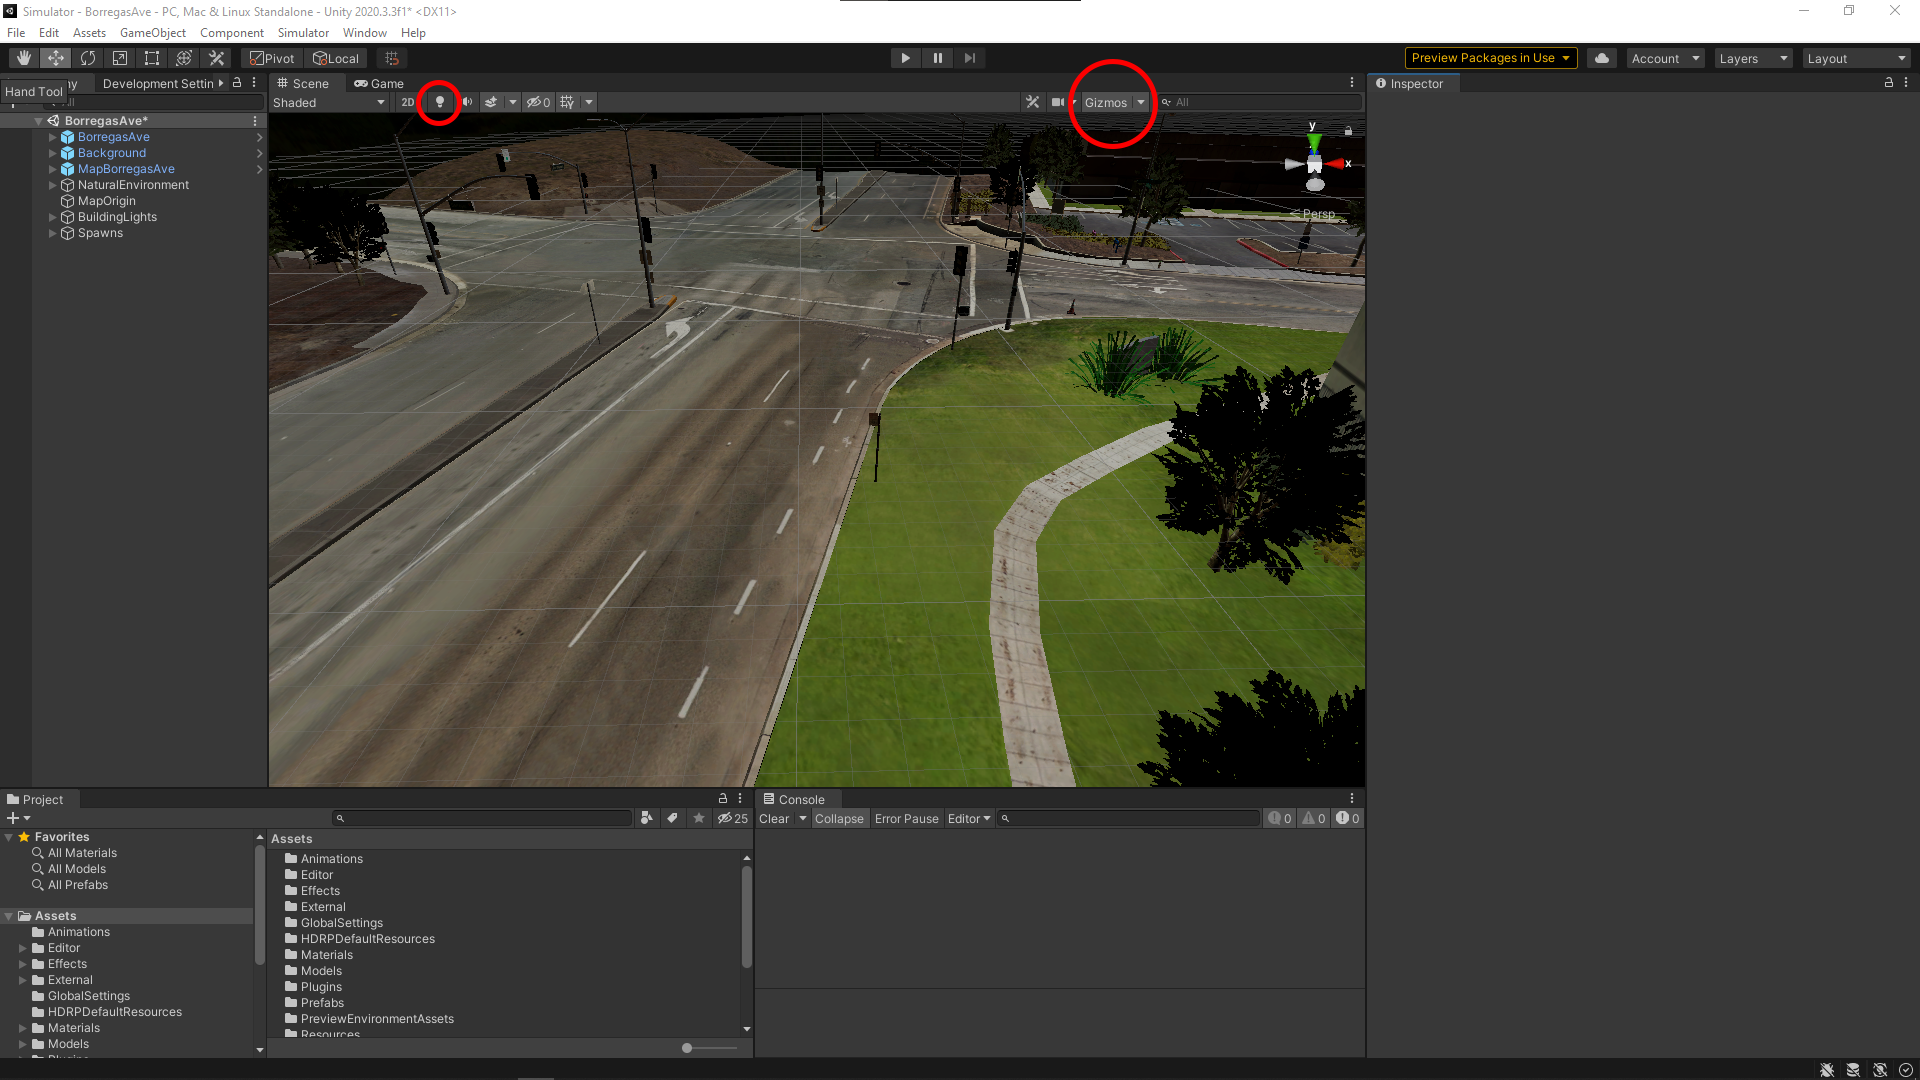 Simulator - BorregasAve - PC, Mac & Linux Standalone - Unity 2020.3.3f1* <DX11>
File Edit Assets GameObject Component Simulator Window Help
Pivot Local Preview Packages in Use Account Layers Layout
Hand Tool
Development Settin Scene Game Inspector
Shaded 2D 0 Gizmos All
BorregasAve*
BorregasAve
Background
MapBorregasAve
NaturalEnvironment
MapOrigin
BuildingLights
Spawns
y
x
Persp
Project
25
Favorites
All Materials
All Models
All Prefabs
Assets
Animations
Editor
Effects
External
GlobalSettings
HDRPDefaultResources
Materials
Models
Assets
Animations
Editor
Effects
External
GlobalSettings
HDRPDefaultResources
Materials
Models
Plugins
Prefabs
PreviewEnvironmentAssets
Resources
Console
Clear Collapse Error Pause Editor 0 0 0